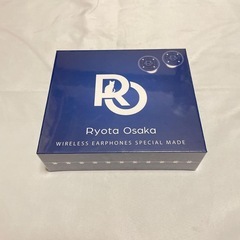 RO
Ryota Osaka
WIRELESS EARPHONES SPECIAL MADE